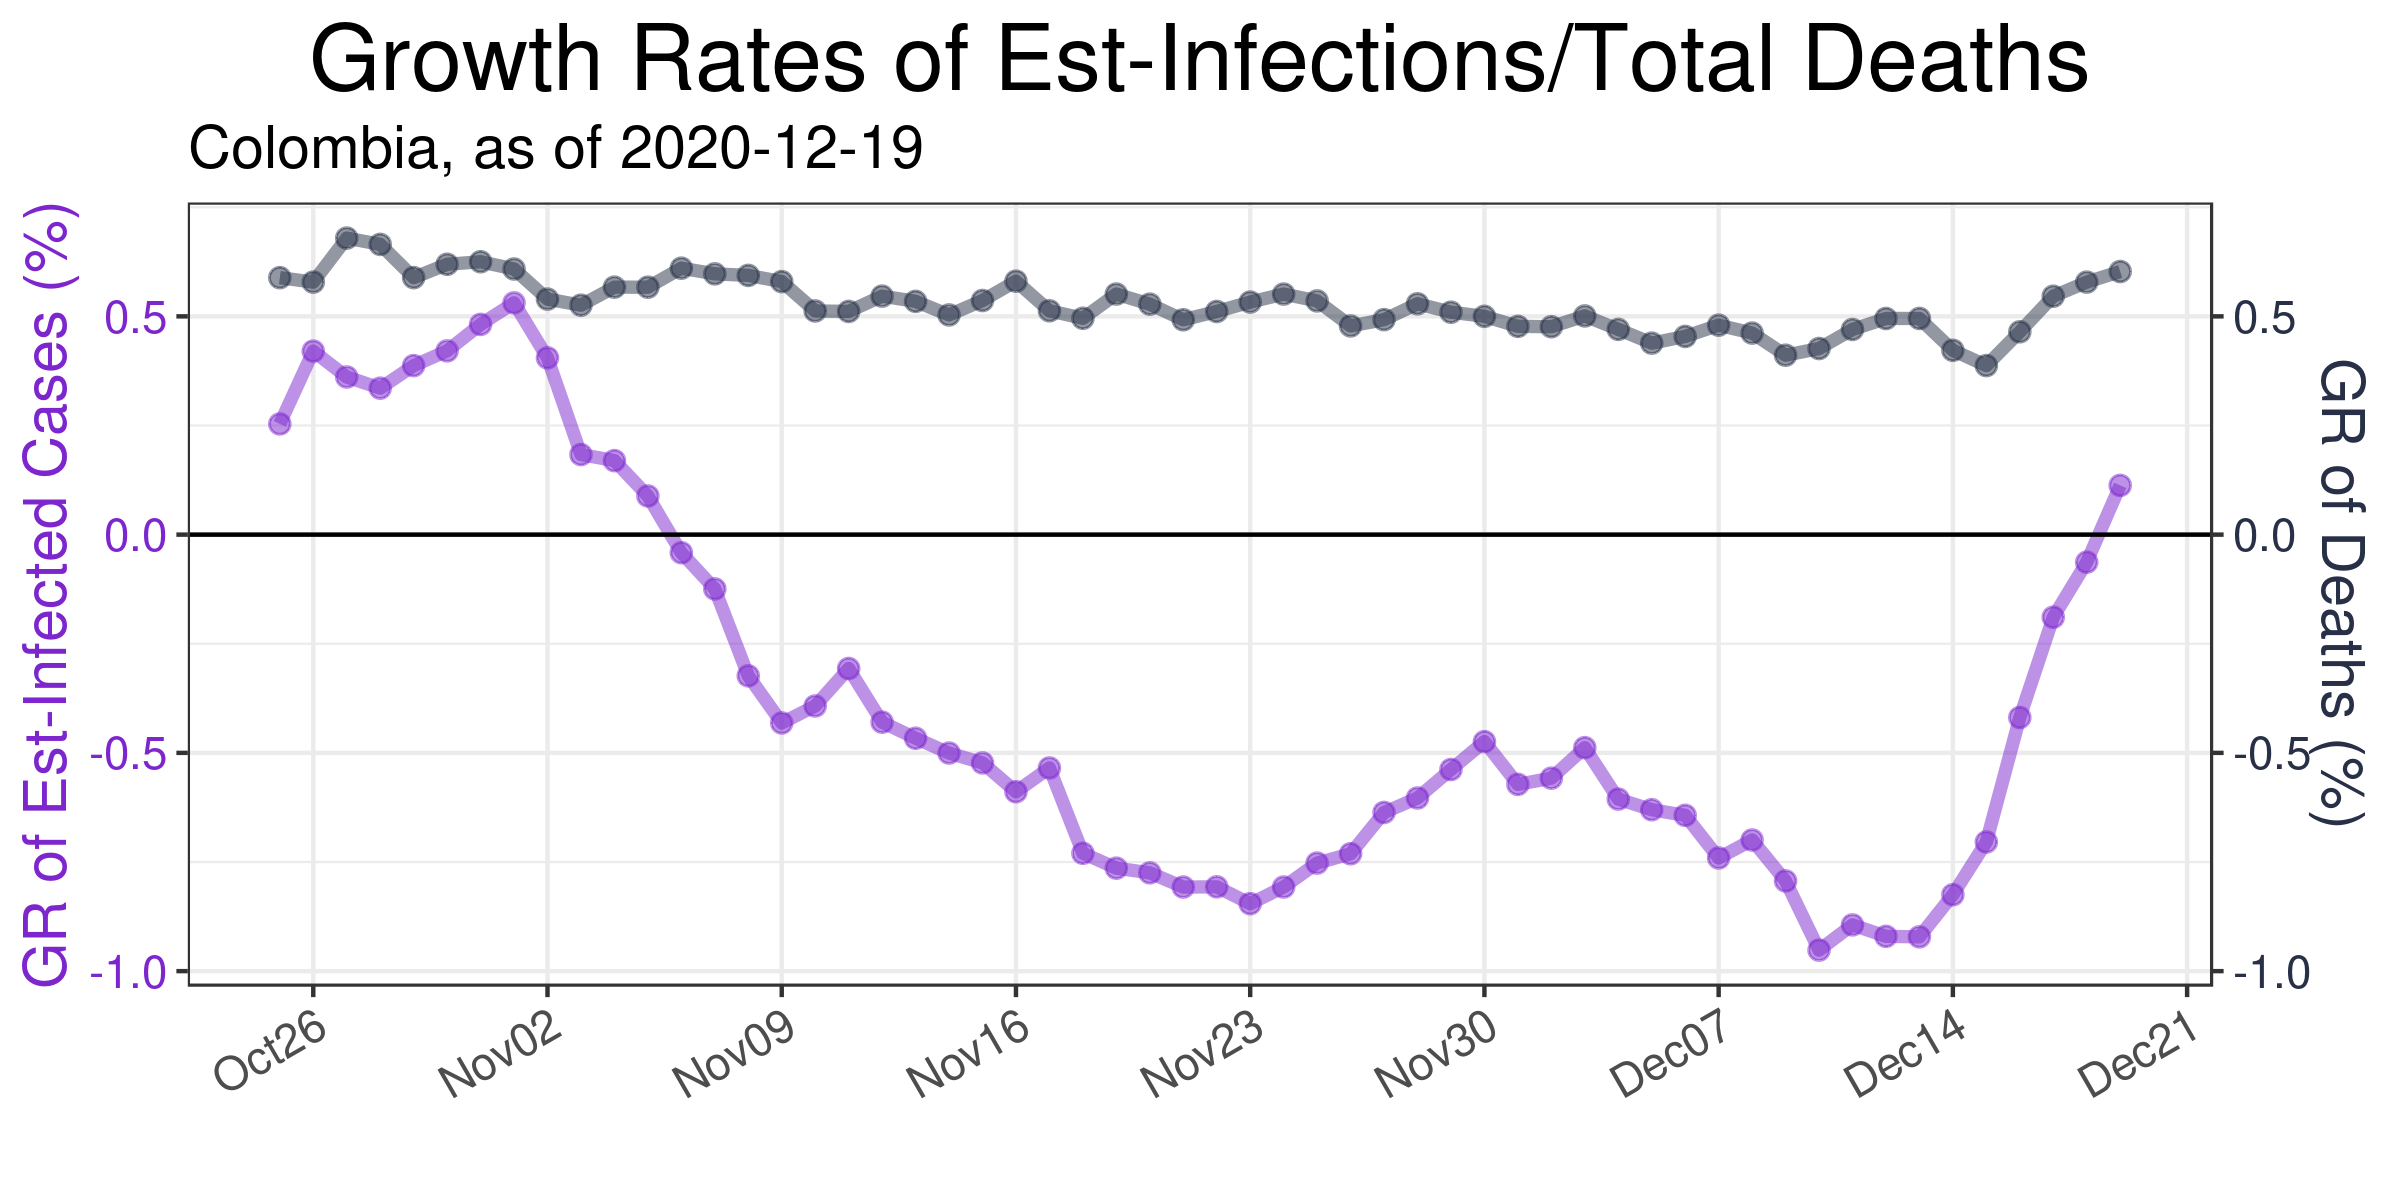 Growth Rates of Est-Infections/Total Deaths
Colombia, as of 2020-12-19
GR of Est-Infected Cases (%)
0.5
0.0
-0.5
-1.0
0.5
0.0
-0.5
-1.0
GR of Deaths (%)
Oct26
Nov02
Nov09
Nov16
Nov23
Nov30
Dec07
Dec14
Dec21